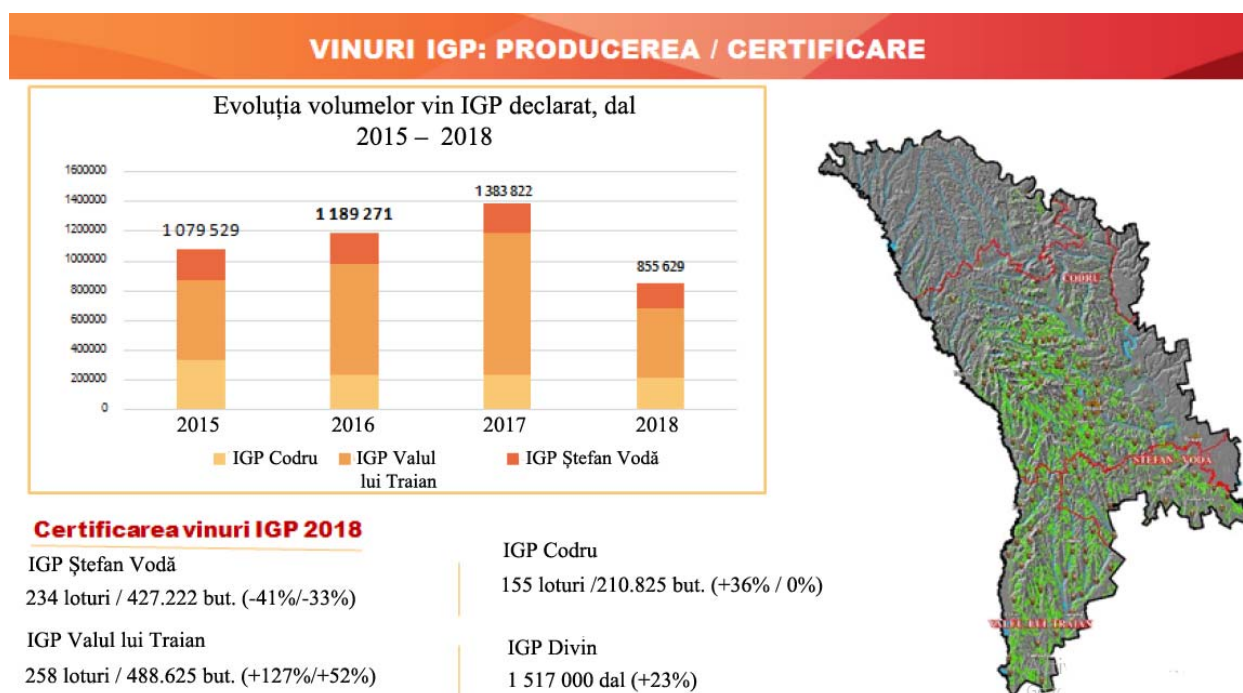 VINURI IGP: PRODUCEREA / CERTIFICARE
Evoluția volumelor vin IGP declarat, dal
2015 – 2018
1600000
1400000
1200000
1000000
800000
600000
400000
200000
0
1 079 529
1 189 271
1 383 822
855 629
2015
2016
2017
2018
IGP Codru
IGP Valul
lui Traian
IGP Ștefan Vodă
CODRU
ȘTEFAN VODĂ
VALUL LUI TRAIAN
Certificarea vinuri IGP 2018
IGP Ștefan Vodă
234 loturi / 427.222 but. (-41%/-33%)
IGP Valul lui Traian
258 loturi / 488.625 but. (+127%/+52%)
IGP Codru
155 loturi /210.825 but. (+36% / 0%)
IGP Divin
1 517 000 dal (+23%)